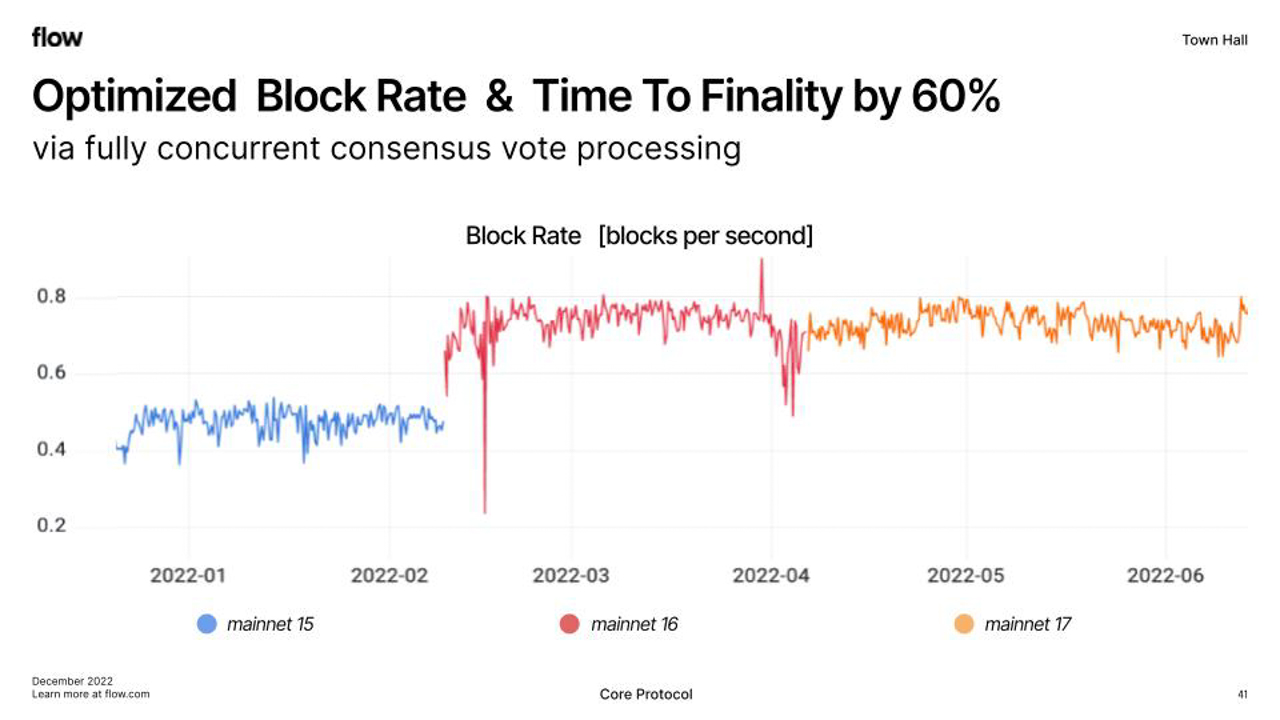 flow
Town Hall
Optimized Block Rate & Time To Finality by 60%
via fully concurrent consensus vote processing
Block Rate [blocks per second]
0.8
0.6
0.4
0.2
2022-01 2022-02 2022-03 2022-04 2022-05 2022-06
mainnet 15 mainnet 16 mainnet 17
December 2022
Learn more at flow.com
Core Protocol
41